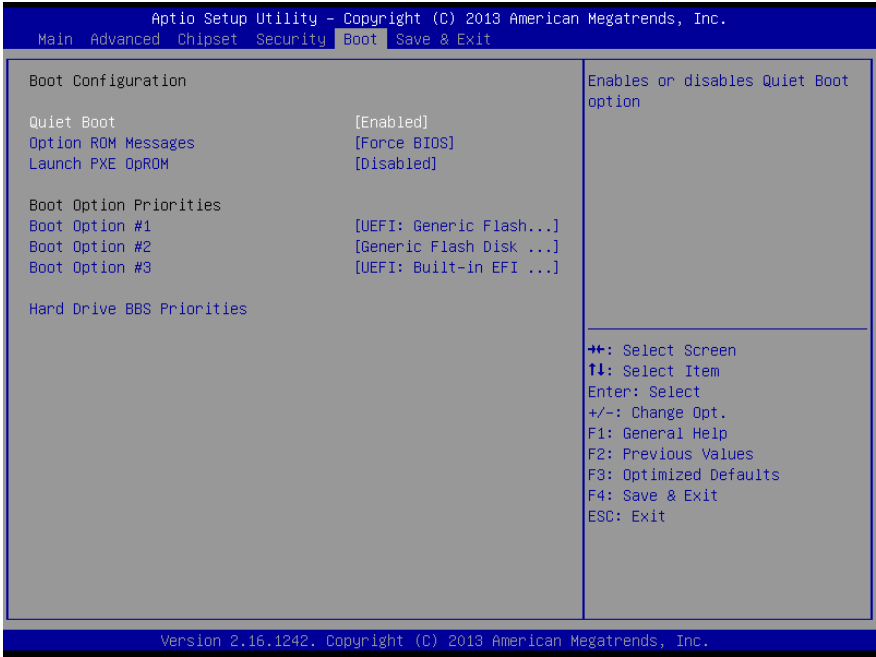 Aptio Setup Utility – Copyright (C) 2013 American Megatrends, Inc.
Main Advanced Chipset Security Boot Save & Exit
Boot Configuration
Quiet Boot [Enabled]
Option ROM Messages [Force BIOS]
Launch PXE OpROM [Disabled]
Boot Option Priorities
Boot Option #1 [UEFI: Generic Flash...]
Boot Option #2 [Generic Flash Disk ...]
Boot Option #3 [UEFI: Built-in EFI ...]
Hard Drive BBS Priorities
Enables or disables Quiet Boot
option
→←: Select Screen
↑↓: Select Item
Enter: Select
+/-: Change Opt.
F1: General Help
F2: Previous Values
F3: Optimized Defaults
F4: Save & Exit
ESC: Exit
Version 2.16.1242. Copyright (C) 2013 American Megatrends, Inc.